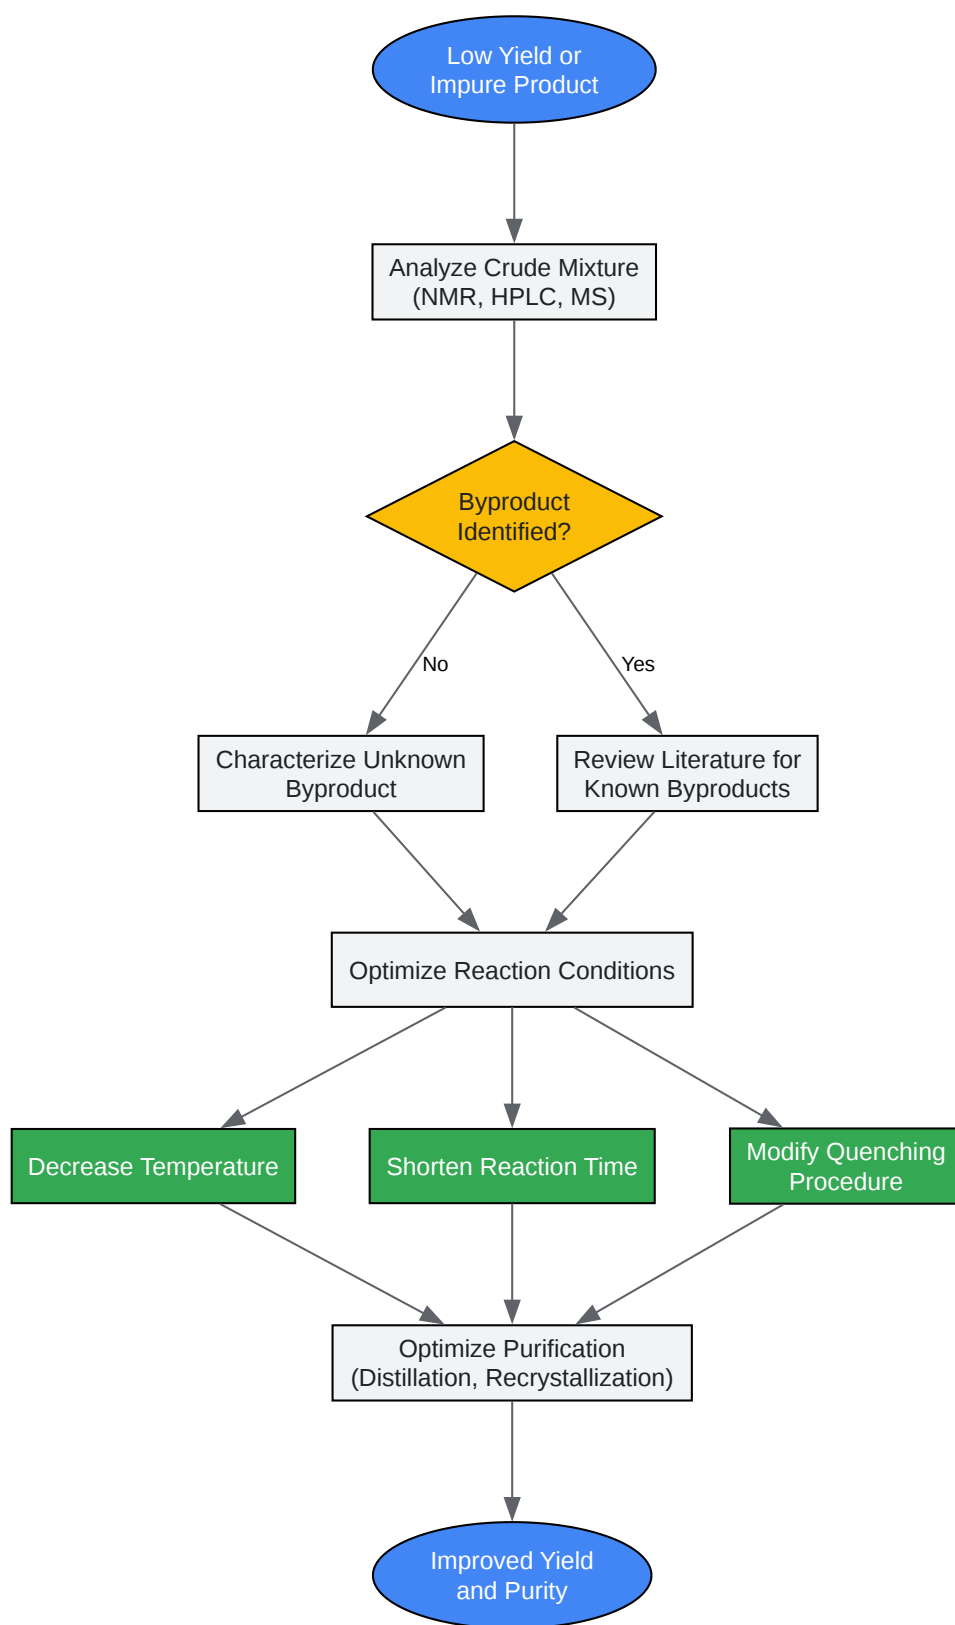 Low Yield or
Impure Product
Analyze Crude Mixture
(NMR, HPLC, MS)
Byproduct
Identified?
No
Yes
Characterize Unknown
Byproduct
Review Literature for
Known Byproducts
Optimize Reaction Conditions
Decrease Temperature
Shorten Reaction Time
Modify Quenching
Procedure
Optimize Purification
(Distillation, Recrystallization)
Improved Yield
and Purity